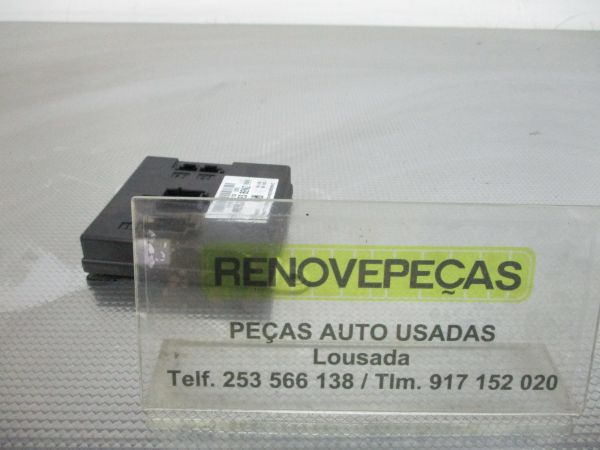 RENOVEPEÇAS
PEÇAS AUTO USADAS
Lousada
Telf. 253 566 138 / Tlm. 917 152 020